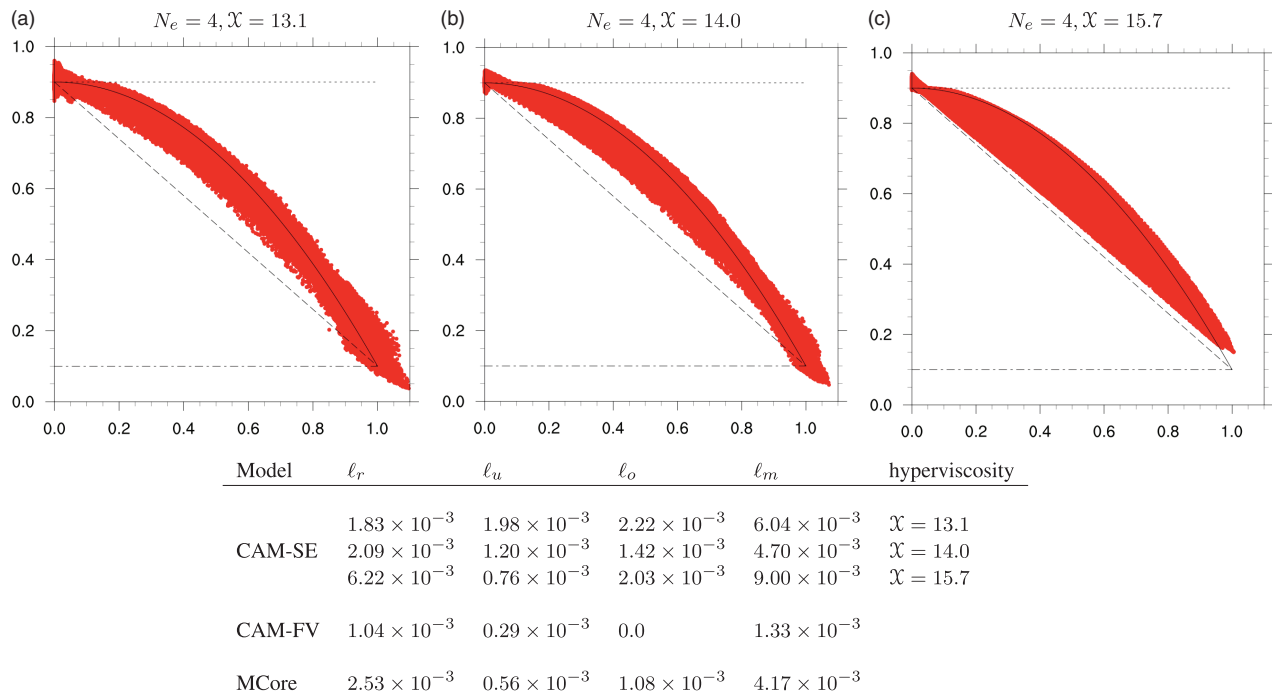 (a) N_e = 4, 𝒳 = 13.1
1.0
0.8
0.6
0.4
0.2
0.0
0.0 0.2 0.4 0.6 0.8 1.0
(b) N_e = 4, 𝒳 = 14.0
1.0
0.8
0.6
0.4
0.2
0.0
0.0 0.2 0.4 0.6 0.8 1.0
(c) N_e = 4, 𝒳 = 15.7
1.0
0.8
0.6
0.4
0.2
0.0
0.0 0.2 0.4 0.6 0.8 1.0
Model ℓ_r ℓ_u ℓ_o ℓ_m hyperviscosity
1.83 × 10⁻³ 1.98 × 10⁻³ 2.22 × 10⁻³ 6.04 × 10⁻³ 𝒳 = 13.1
CAM-SE 2.09 × 10⁻³ 1.20 × 10⁻³ 1.42 × 10⁻³ 4.70 × 10⁻³ 𝒳 = 14.0
6.22 × 10⁻³ 0.76 × 10⁻³ 2.03 × 10⁻³ 9.00 × 10⁻³ 𝒳 = 15.7
CAM-FV 1.04 × 10⁻³ 0.29 × 10⁻³ 0.0 1.33 × 10⁻³
MCore 2.53 × 10⁻³ 0.56 × 10⁻³ 1.08 × 10⁻³ 4.17 × 10⁻³